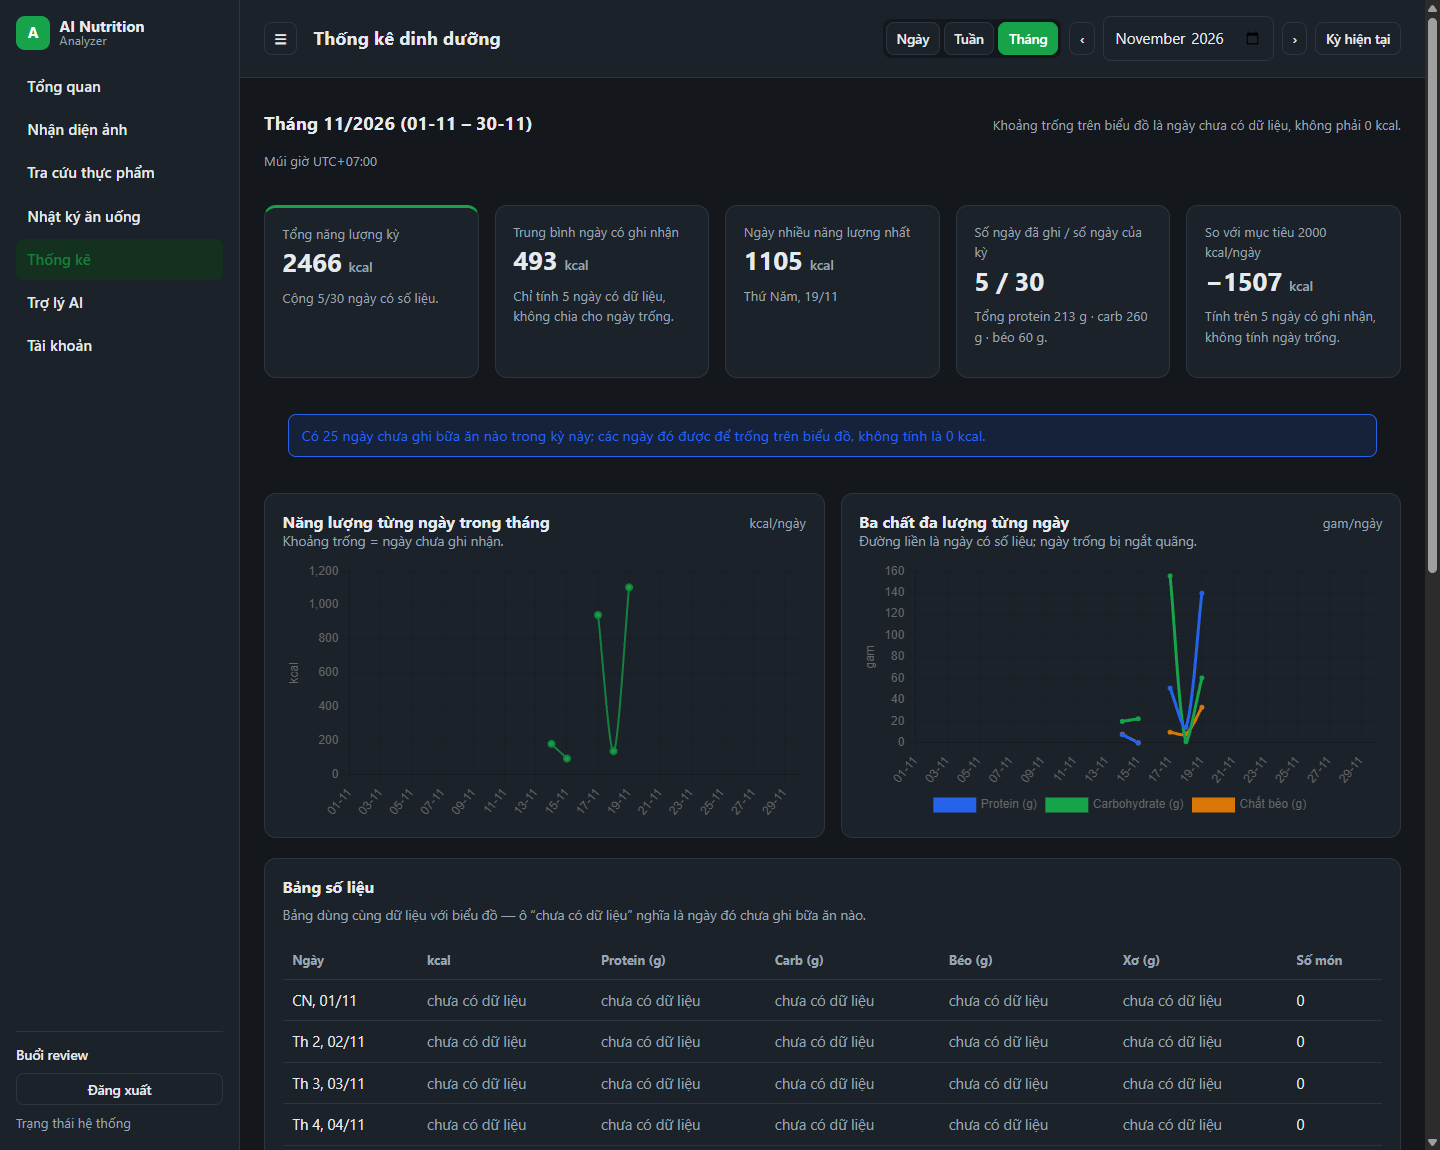 A
AI Nutrition
Analyzer
Tổng quan
Nhận diện ảnh
Tra cứu thực phẩm
Nhật ký ăn uống
Thống kê
Trợ lý AI
Tài khoản
Buổi review
Đăng xuất
Trạng thái hệ thống
☰
Thống kê dinh dưỡng
Ngày
Tuần
Tháng
‹
November 2026
›
Kỳ hiện tại
Tháng 11/2026 (01-11 – 30-11)
Khoảng trống trên biểu đồ là ngày chưa có dữ liệu, không phải 0 kcal.
Múi giờ UTC+07:00
Tổng năng lượng kỳ
2466 kcal
Cộng 5/30 ngày có số liệu.
Trung bình ngày có ghi nhận
493 kcal
Chỉ tính 5 ngày có dữ liệu,
không chia cho ngày trống.
Ngày nhiều năng lượng nhất
1105 kcal
Thứ Năm, 19/11
Số ngày đã ghi / số ngày của
kỳ
5 / 30
Tổng protein 213 g · carb 260
g · béo 60 g.
So với mục tiêu 2000
kcal/ngày
−1507 kcal
Tính trên 5 ngày có ghi nhận,
không tính ngày trống.
Có 25 ngày chưa ghi bữa ăn nào trong kỳ này; các ngày đó được để trống trên biểu đồ, không tính là 0 kcal.
Năng lượng từng ngày trong tháng
kcal/ngày
Khoảng trống = ngày chưa ghi nhận.
1,200
1,000
800
600
400
200
0
kcal
01-11
03-11
05-11
07-11
09-11
11-11
13-11
15-11
17-11
19-11
21-11
23-11
25-11
27-11
29-11
Ba chất đa lượng từng ngày
gam/ngày
Đường liền là ngày có số liệu; ngày trống bị ngắt quãng.
160
140
120
100
80
60
40
20
0
gam
01-11
03-11
05-11
07-11
09-11
11-11
13-11
15-11
17-11
19-11
21-11
23-11
25-11
27-11
29-11
Protein (g)
Carbohydrate (g)
Chất béo (g)
Bảng số liệu
Bảng dùng cùng dữ liệu với biểu đồ — ô “chưa có dữ liệu” nghĩa là ngày đó chưa ghi bữa ăn nào.
Ngày kcal Protein (g) Carb (g) Béo (g) Xơ (g) Số món
CN, 01/11 chưa có dữ liệu chưa có dữ liệu chưa có dữ liệu chưa có dữ liệu chưa có dữ liệu 0
Th 2, 02/11 chưa có dữ liệu chưa có dữ liệu chưa có dữ liệu chưa có dữ liệu chưa có dữ liệu 0
Th 3, 03/11 chưa có dữ liệu chưa có dữ liệu chưa có dữ liệu chưa có dữ liệu chưa có dữ liệu 0
Th 4, 04/11 chưa có dữ liệu chưa có dữ liệu chưa có dữ liệu chưa có dữ liệu chưa có dữ liệu 0